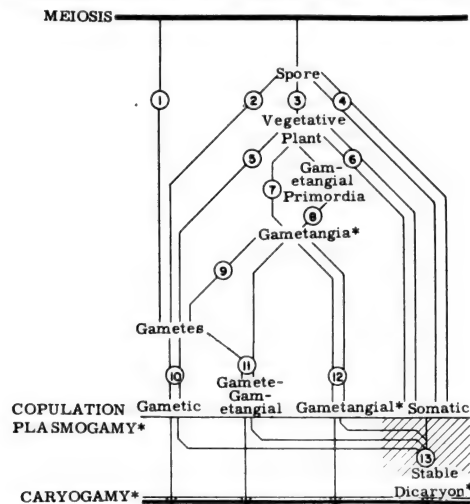 MEIOSIS
Spore
1
2
3
4
Vegetative
Plant
5
6
Gam-
etangial
Primordia
7
8
Gametangia*
9
Gametes
10
11
12
Gamete-
Gam-
etangial
Gametic
Gametangial*
Somatic
COPULATION
PLASMOGAMY*
13
Stable
Dicaryon*
CARYOGAMY*